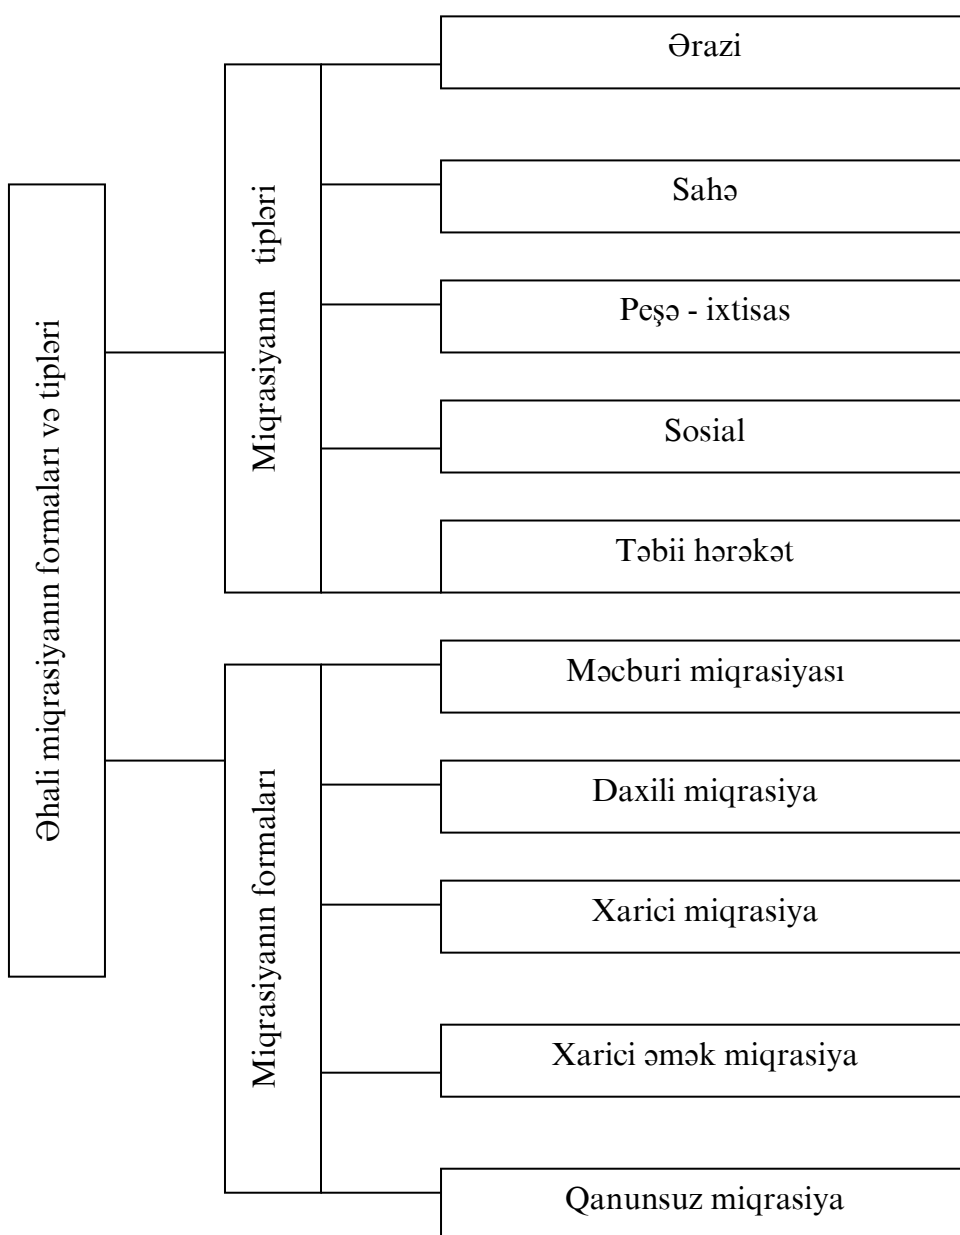 Əhali miqrasiyanın formaları və tipləri
Miqrasiyanın tipləri
Ərazi
Sahə
Peşə - ixtisas
Sosial
Təbii hərəkət
Miqrasiyanın formaları
Məcburi miqrasiyası
Daxili miqrasiya
Xarici miqrasiya
Xarici əmək miqrasiya
Qanunsuz miqrasiya